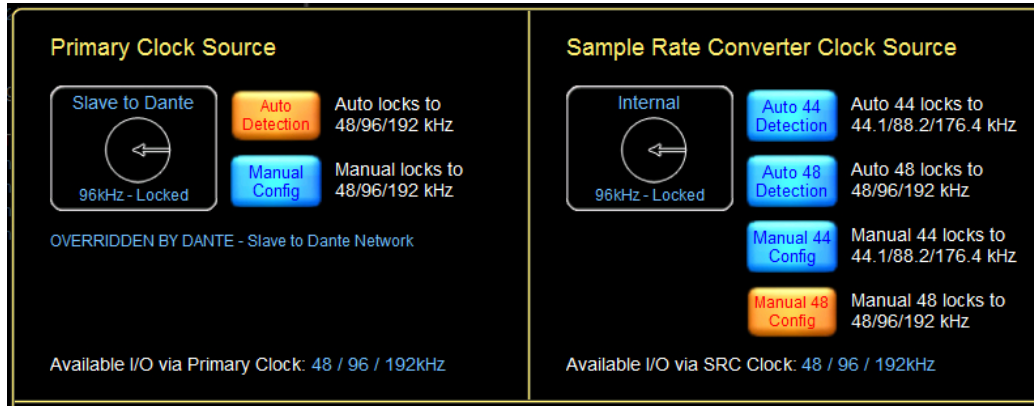 Primary Clock Source
Slave to Dante
96kHz - Locked
Auto
Detection
Auto locks to
48/96/192 kHz
Manual
Config
Manual locks to
48/96/192 kHz
OVERRIDDEN BY DANTE - Slave to Dante Network
Available I/O via Primary Clock: 48 / 96 / 192kHz
Sample Rate Converter Clock Source
Internal
96kHz - Locked
Auto 44
Detection
Auto 44 locks to
44.1/88.2/176.4 kHz
Auto 48
Detection
Auto 48 locks to
48/96/192 kHz
Manual 44
Config
Manual 44 locks to
44.1/88.2/176.4 kHz
Manual 48
Config
Manual 48 locks to
48/96/192 kHz
Available I/O via SRC Clock: 48 / 96 / 192kHz